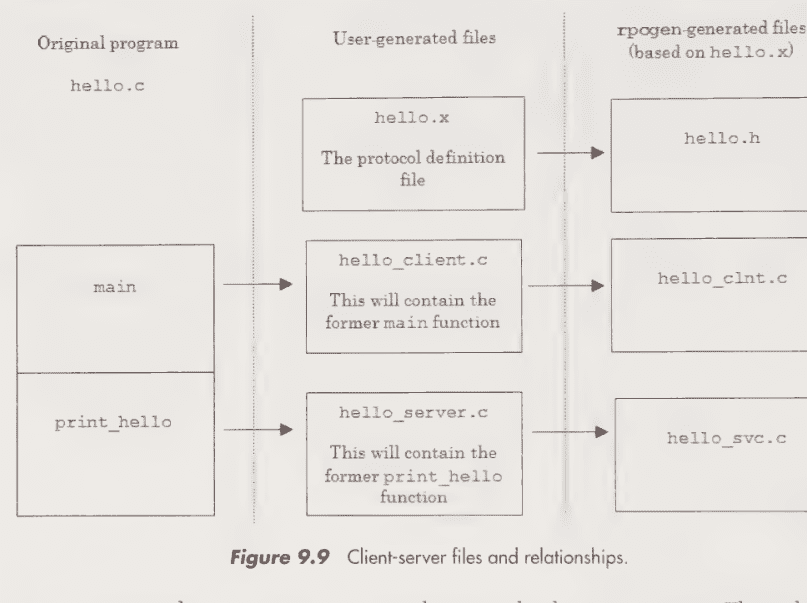 Original program
hello.c
User-generated files
rpcgen-generated files
(based on hello.x)
hello.x
The protocol definition
file
hello.h
main
hello_client.c
This will contain the
former main function
hello_clnt.c
print_hello
hello_server.c
This will contain the
former print_hello
function
hello_svc.c
Figure 9.9 Client-server files and relationships.